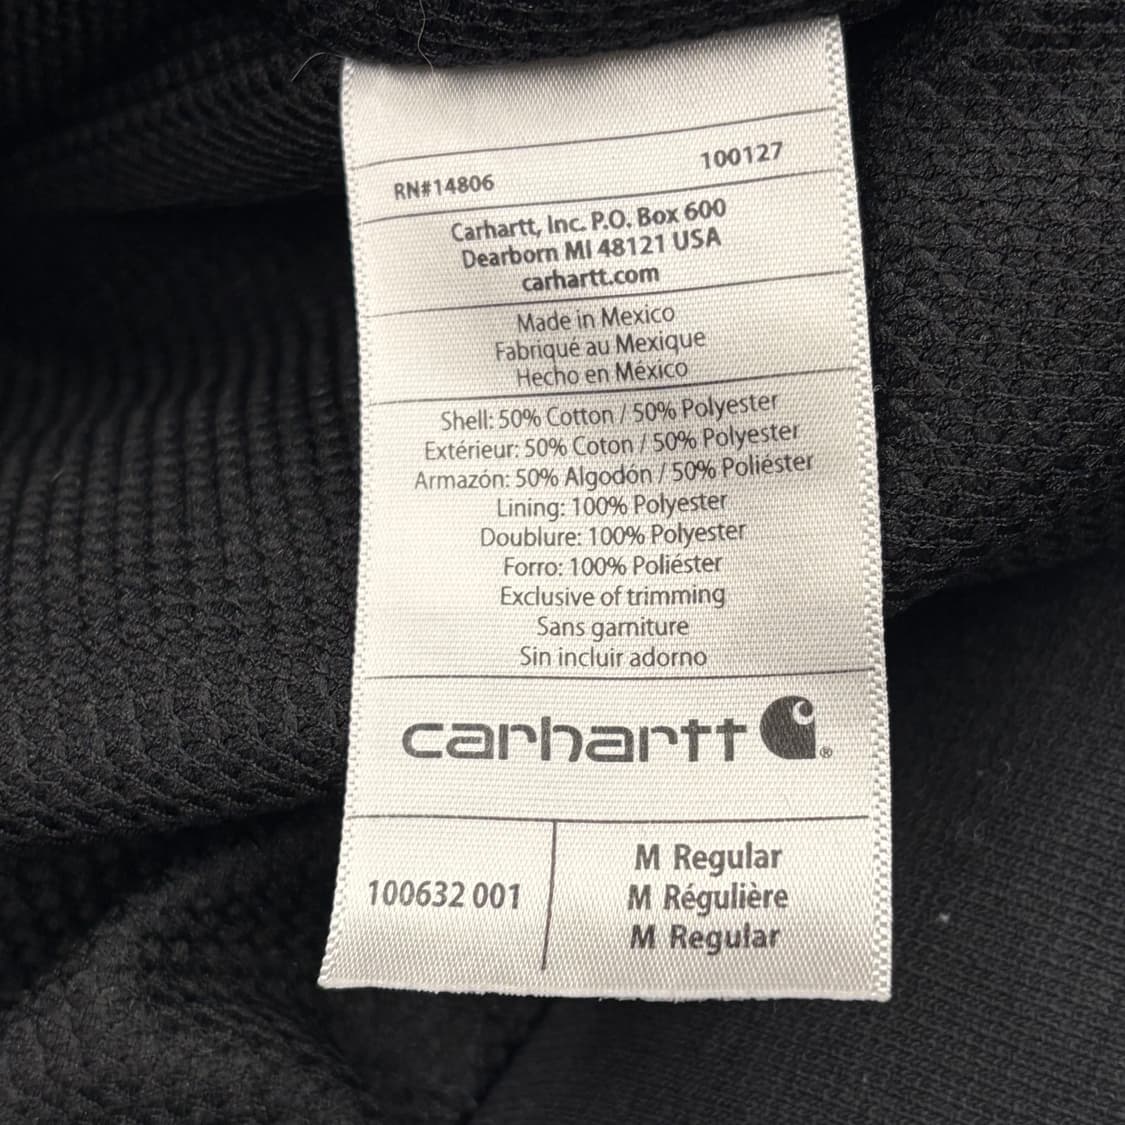 RN#14806 100127
Carhartt, Inc. P.O. Box 600
Dearborn MI 48121 USA
carhartt.com
Made in Mexico
Fabriqué au Mexique
Hecho en México
Shell: 50% Cotton / 50% Polyester
Extérieur: 50% Coton / 50% Polyester
Armazón: 50% Algodón / 50% Poliéster
Lining: 100% Polyester
Doublure: 100% Polyester
Forro: 100% Poliéster
Exclusive of trimming
Sans garniture
Sin incluir adorno
carhartt ®
100632 001
M Regular
M Régulière
M Regular